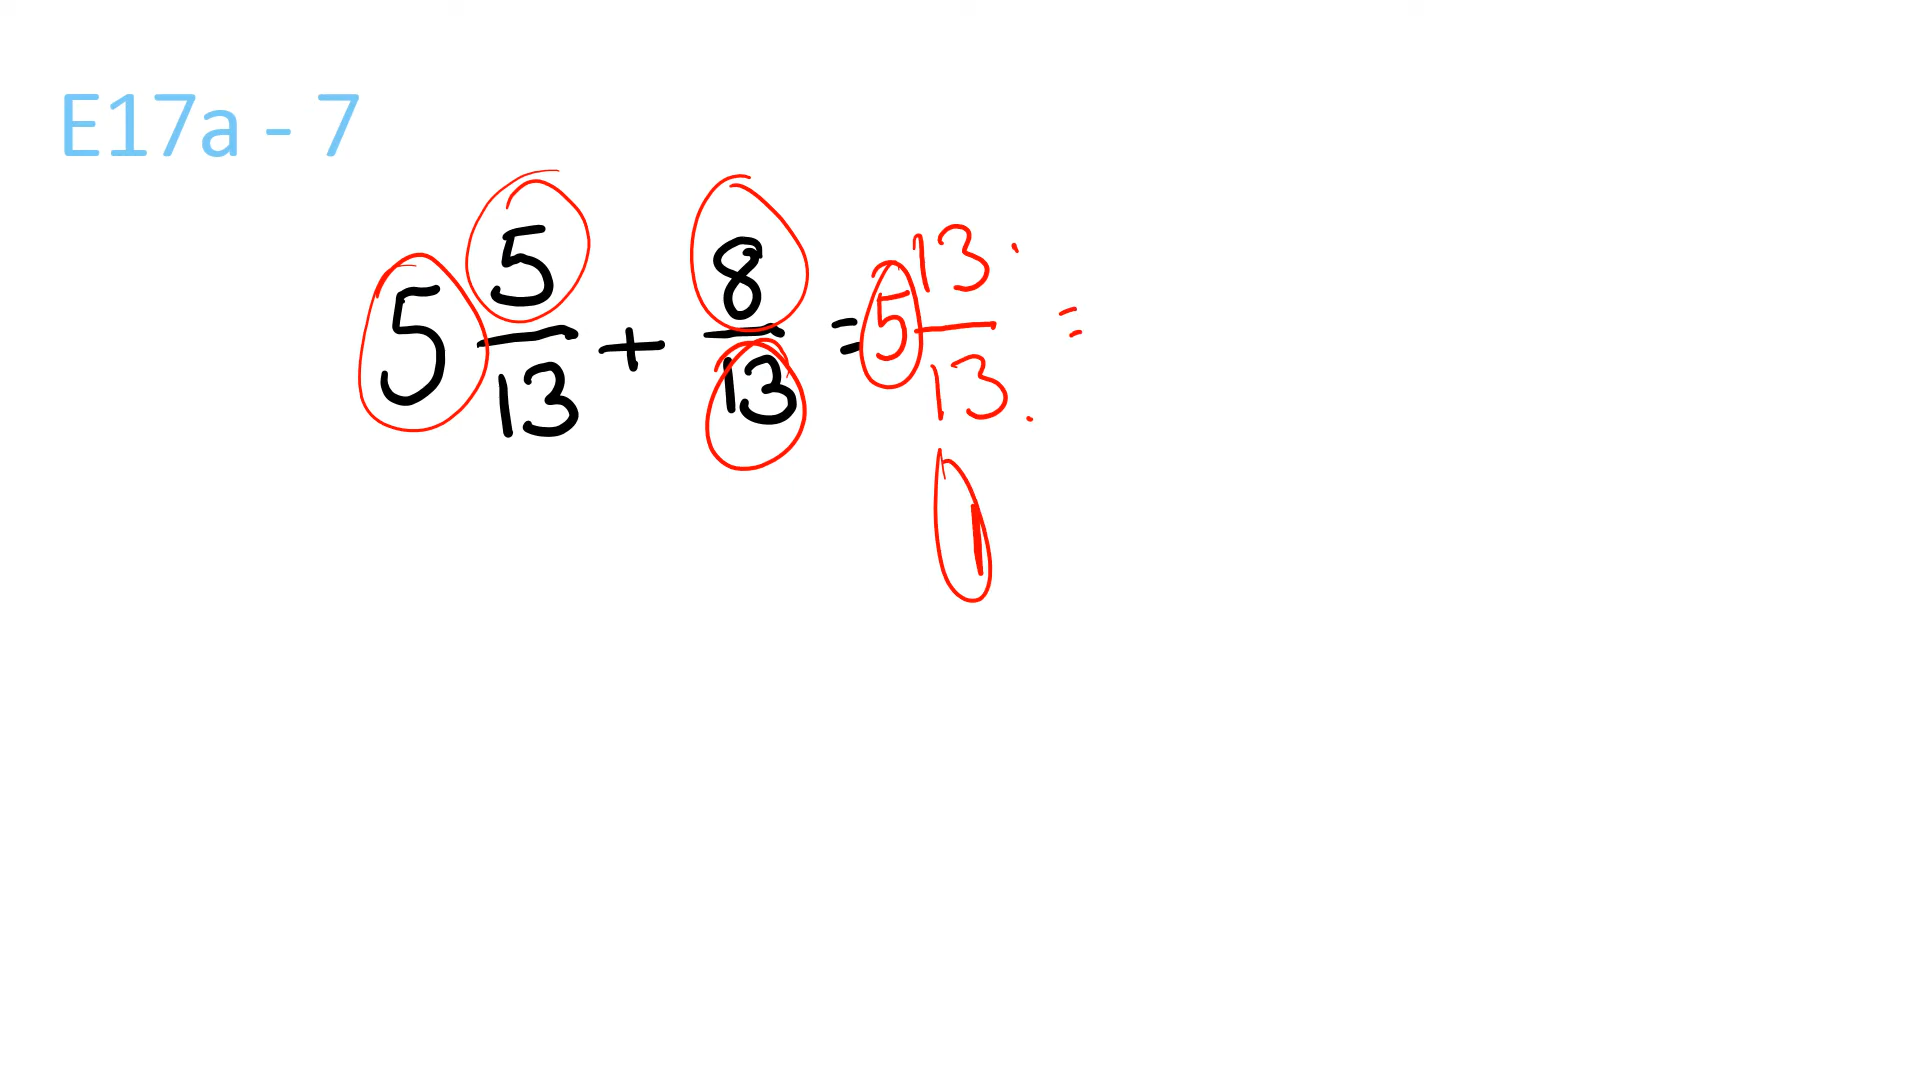 E17a - 7
5 5/13 + 8/13 = 5 13/13 =
1